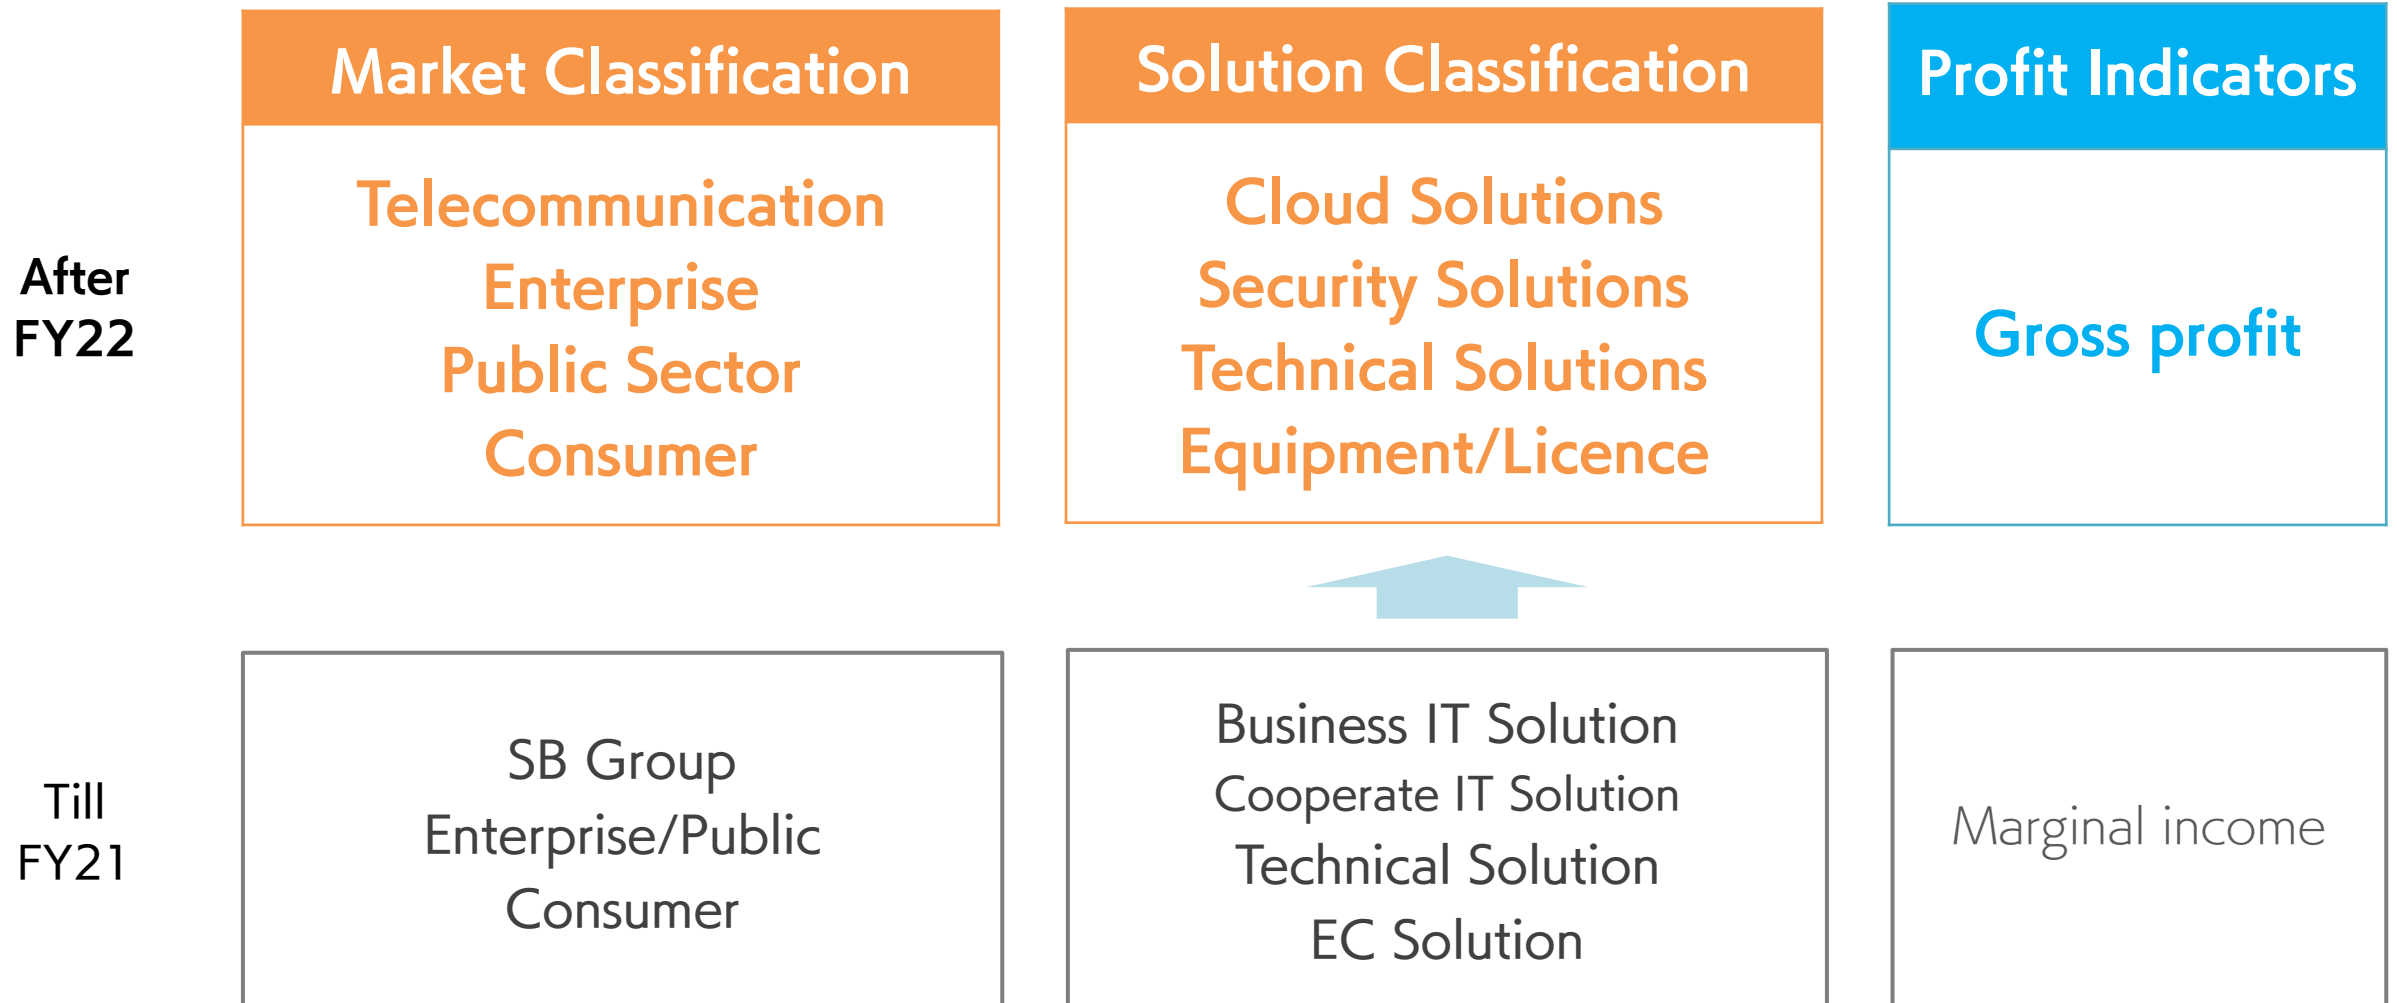 Market Classification
Solution Classification
Profit Indicators
After
FY22
Telecommunication
Enterprise
Public Sector
Consumer
Cloud Solutions
Security Solutions
Technical Solutions
Equipment/Licence
Gross profit
Till
FY21
SB Group
Enterprise/Public
Consumer
Business IT Solution
Cooperate IT Solution
Technical Solution
EC Solution
Marginal income